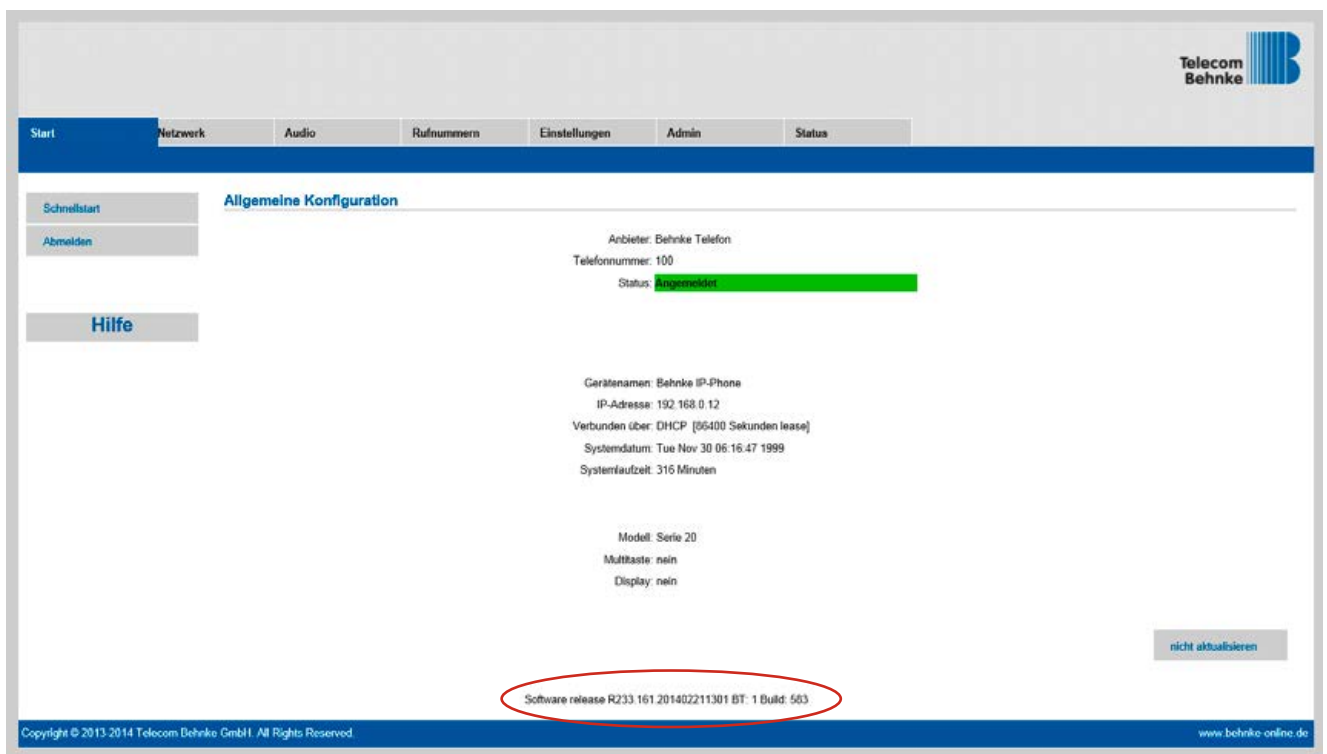 Telecom
Behnke
Start Netzwerk Audio Rufnummern Einstellungen Admin Status
Schnellstart
Abmelden
Hilfe
Allgemeine Konfiguration
Anbieter: Behnke Telefon
Telefonnummer: 100
Status: Angemeldet
Gerätenamen: Behnke IP-Phone
IP-Adresse: 192.168.0.12
Verbunden über: DHCP [86400 Sekunden lease]
Systemdatum: Tue Nov 30 06:16:47 1999
Systemlaufzeit: 316 Minuten
Modell: Serie 20
Multitaste: nein
Display: nein
nicht aktualisieren
Software release R233.161.201402211301 BT: 1 Build: 583
Copyright © 2013-2014 Telecom Behnke GmbH. All Rights Reserved. www.behnke-online.de